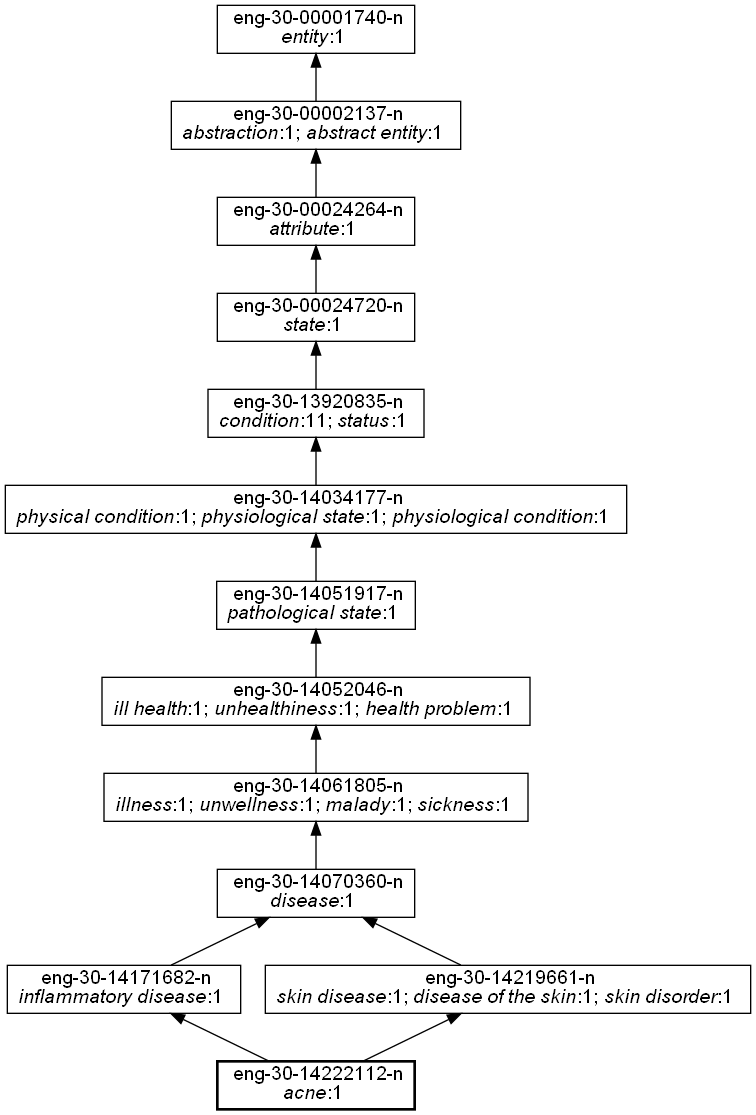 eng-30-00001740-n
entity:1
eng-30-00002137-n
abstraction:1; abstract entity:1
eng-30-00024264-n
attribute:1
eng-30-00024720-n
state:1
eng-30-13920835-n
condition:11; status:1
eng-30-14034177-n
physical condition:1; physiological state:1; physiological condition:1
eng-30-14051917-n
pathological state:1
eng-30-14052046-n
ill health:1; unhealthiness:1; health problem:1
eng-30-14061805-n
illness:1; unwellness:1; malady:1; sickness:1
eng-30-14070360-n
disease:1
eng-30-14171682-n
inflammatory disease:1
eng-30-14219661-n
skin disease:1; disease of the skin:1; skin disorder:1
eng-30-14222112-n
acne:1